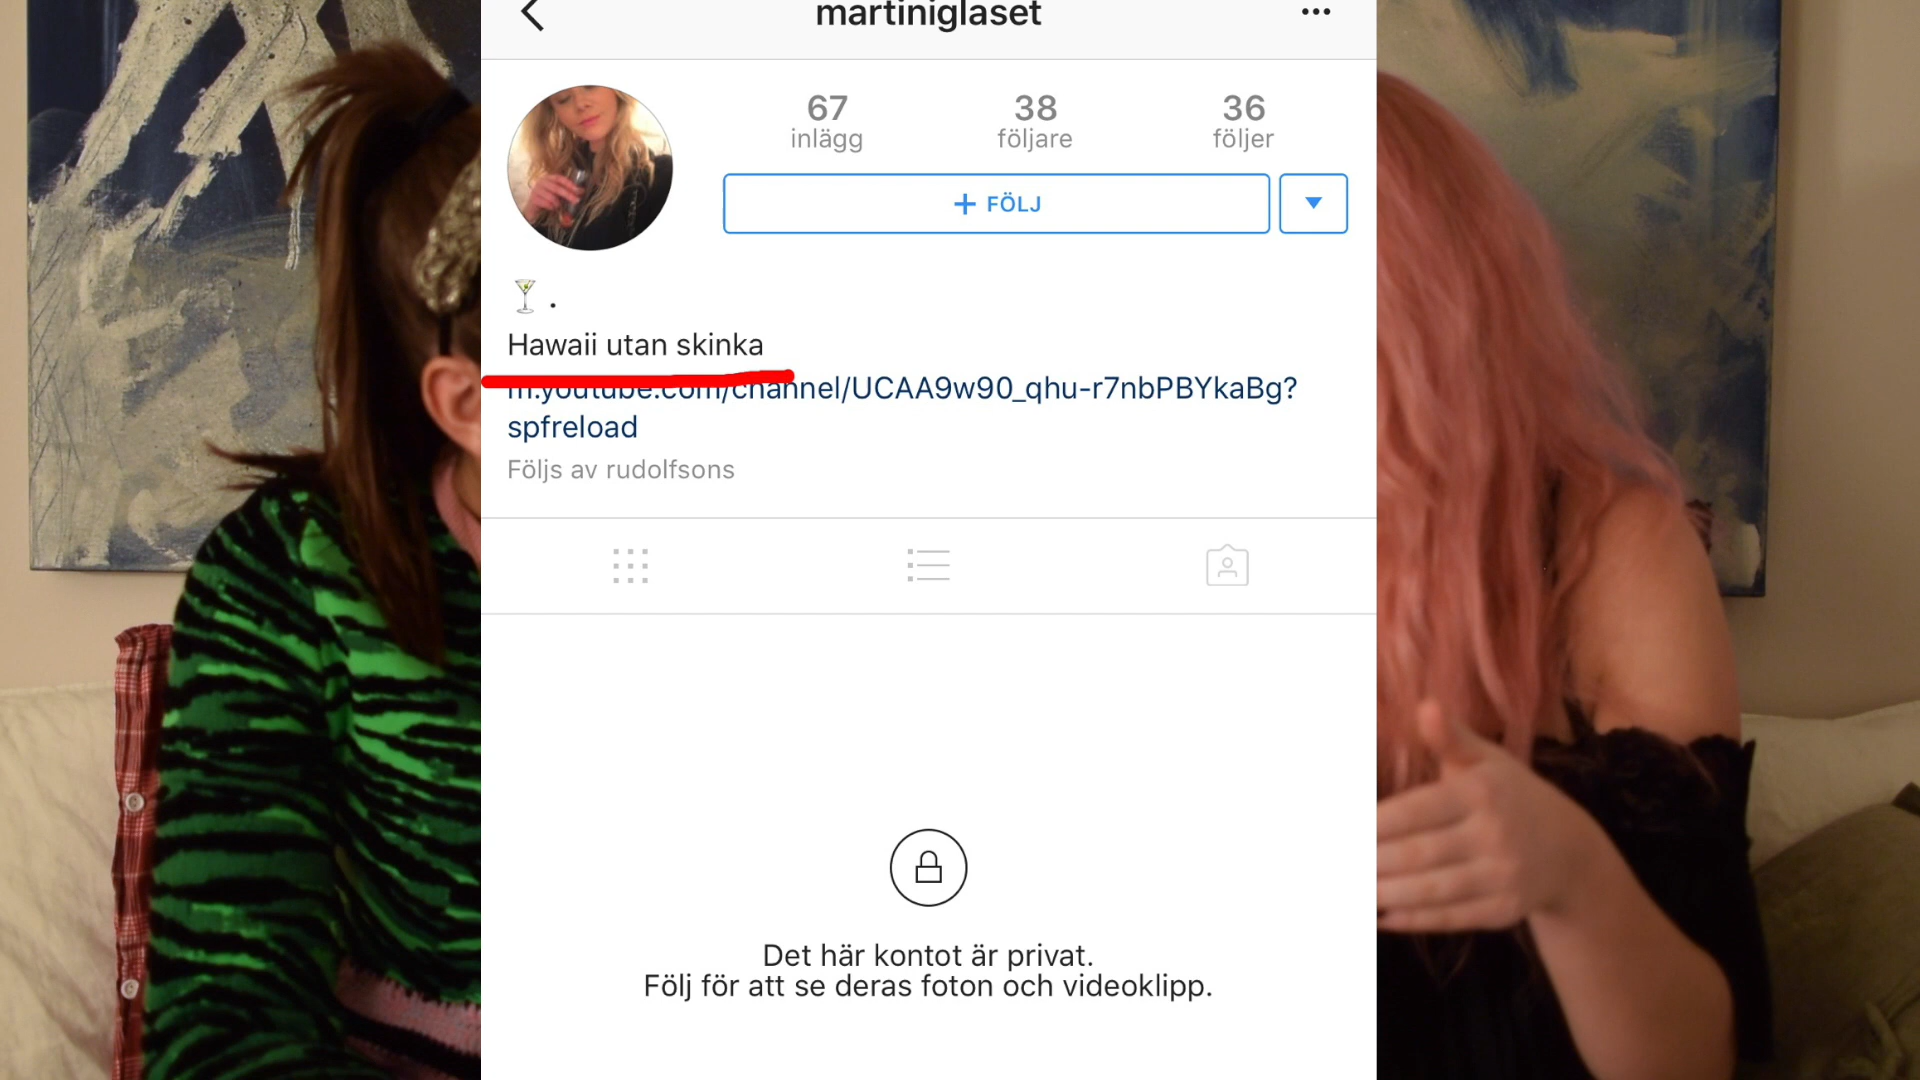 martiniglaset
67 38 36
inlägg följare följer
+ FÖLJ
.
Hawaii utan skinka
m.youtube.com/channel/UCAA9w90_qhu-r7nbPBYkaBg?
spfreload
Följs av rudolfsons
Det här kontot är privat.
Följ för att se deras foton och videoklipp.